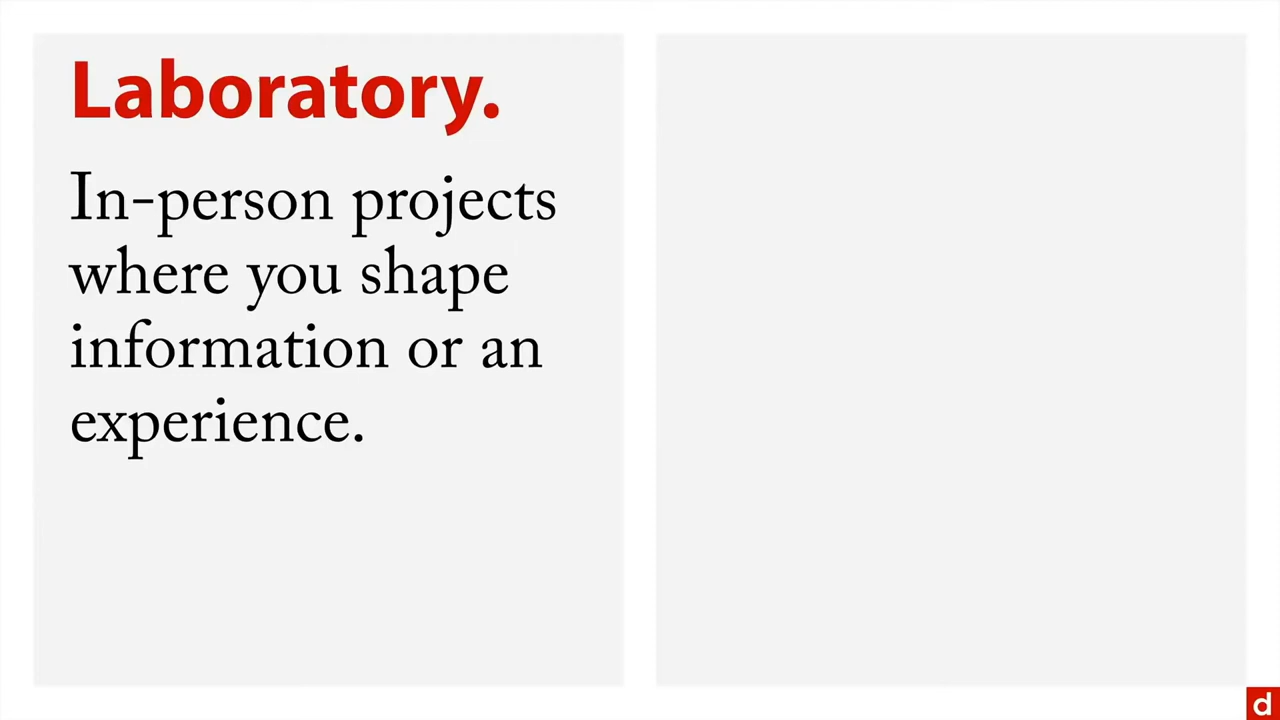 Laboratory.
In-person projects
where you shape
information or an
experience.
d